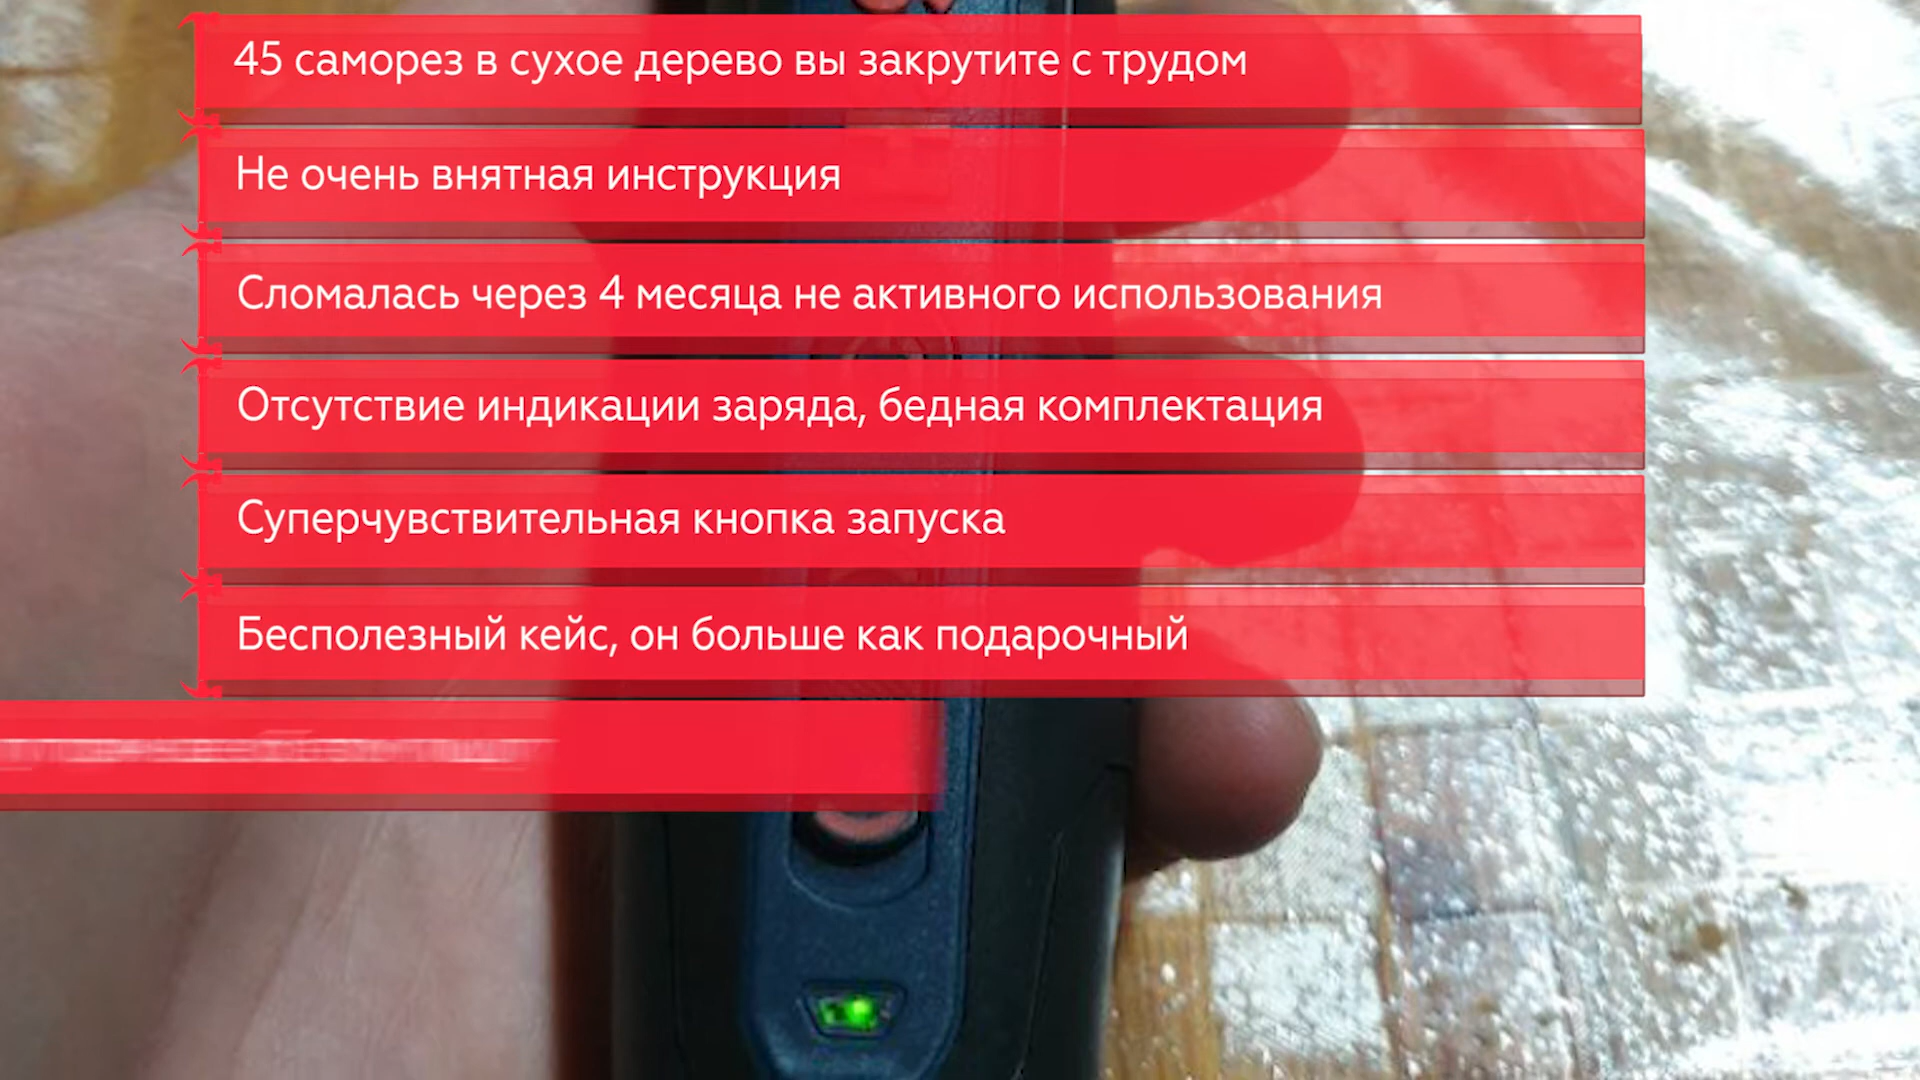 45 саморез в сухое дерево вы закрутите с трудом
Не очень внятная инструкция
Сломалась через 4 месяца не активного использования
Отсутствие индикации заряда, бедная комплектация
Суперчувствительная кнопка запуска
Бесполезный кейс, он больше как подарочный